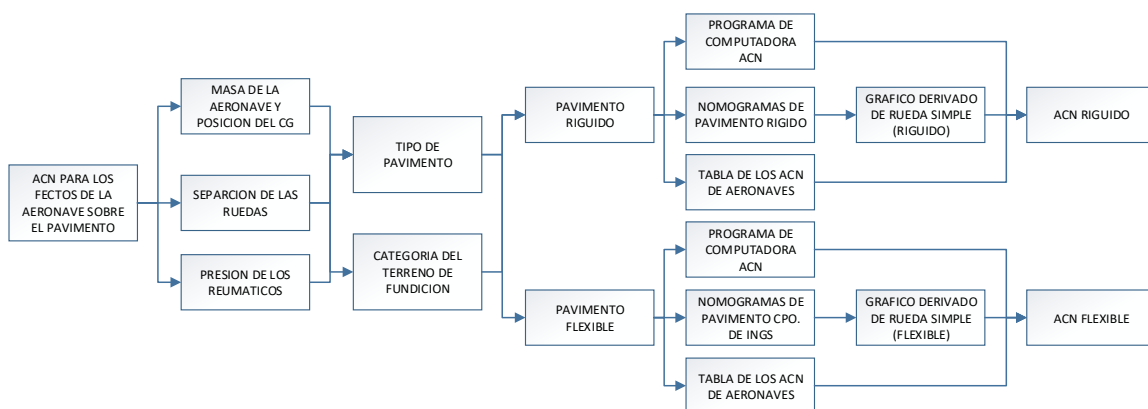 ACN PARA LOS
FECTOS DE LA
AERONAVE SOBRE
EL PAVIMENTO
MASA DE LA
AERONAVE Y
POSICION DEL CG
SEPARCION DE LAS
RUEDAS
PRESION DE LOS
REUMATICOS
TIPO DE
PAVIMENTO
CATEGORIA DEL
TERRENO DE
FUNDICION
PAVIMENTO
RIGUIDO
PAVIMENTO
FLEXIBLE
PROGRAMA DE
COMPUTADORA
ACN
NOMOGRAMAS DE
PAVIMENTO RIGIDO
TABLA DE LOS ACN
DE AERONAVES
GRAFICO DERIVADO
DE RUEDA SIMPLE
(RIGUIDO)
ACN RIGUIDO
PROGRAMA DE
COMPUTADORA
ACN
NOMOGRAMAS DE
PAVIMENTO CPO.
DE INGS
TABLA DE LOS ACN
DE AERONAVES
GRAFICO DERIVADO
DE RUEDA SIMPLE
(FLEXIBLE)
ACN FLEXIBLE